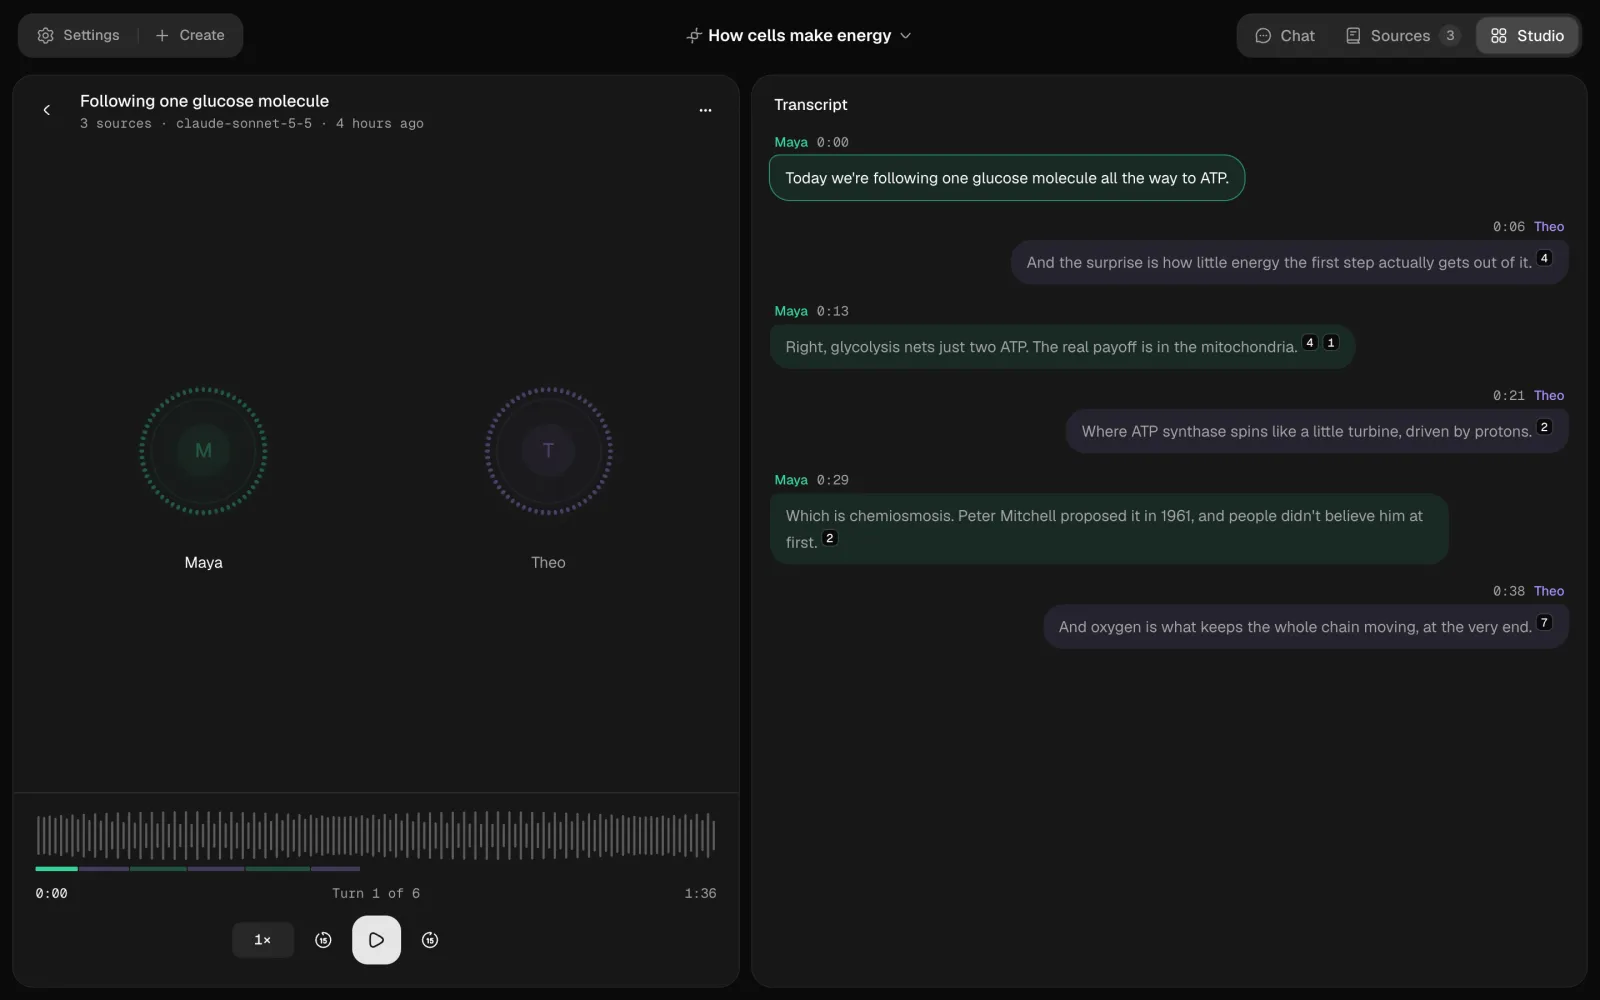 Settings
Create
How cells make energy
Chat
Sources 3
Studio
Following one glucose molecule
3 sources · claude-sonnet-5-5 · 4 hours ago
M
T
Maya
Theo
0:00
Turn 1 of 6
1:36
1×
15
15
Transcript
Maya 0:00
Today we're following one glucose molecule all the way to ATP.
0:06 Theo
And the surprise is how little energy the first step actually gets out of it. 4
Maya 0:13
Right, glycolysis nets just two ATP. The real payoff is in the mitochondria. 4 1
0:21 Theo
Where ATP synthase spins like a little turbine, driven by protons. 2
Maya 0:29
Which is chemiosmosis. Peter Mitchell proposed it in 1961, and people didn't believe him at
first. 2
0:38 Theo
And oxygen is what keeps the whole chain moving, at the very end. 7